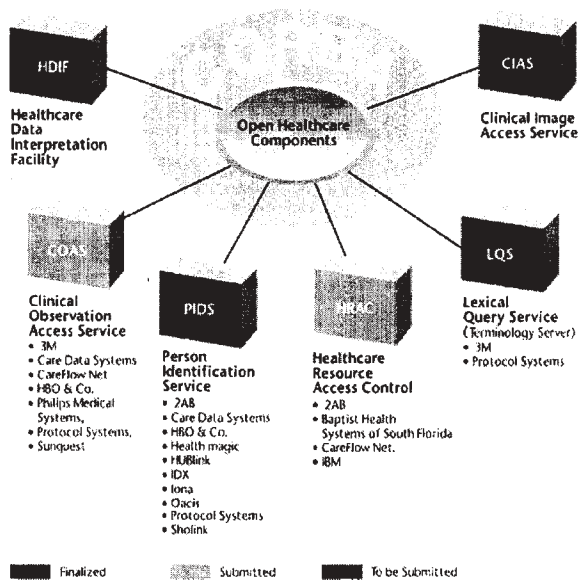 HDIF
Healthcare
Data
Interpretation
Facility
CIAS
Clinical Image
Access Service
Open Healthcare
Components
COAS
Clinical
Observation
Access Service
• 3M
• Care Data Systems
• CareFlow Net
• HBO & Co.
• Philips Medical
Systems,
• Protocol Systems,
• Sunquest
PIDS
Person
Identification
Service
• 2AB
• Care Data Systems
• HBO & Co.
• Health magic
• HUBlink
• IDX
• Iona
• Oacis
• Protocol Systems
• Sholink
HRAC
Healthcare
Resource
Access Control
• 2AB
• Baptist Health
Systems of South Florida
• CareFlow Net.
• IBM
LQS
Lexical
Query Service
(Terminology Server)
• 3M
• Protocol Systems
Finalized
Submitted
To be Submitted